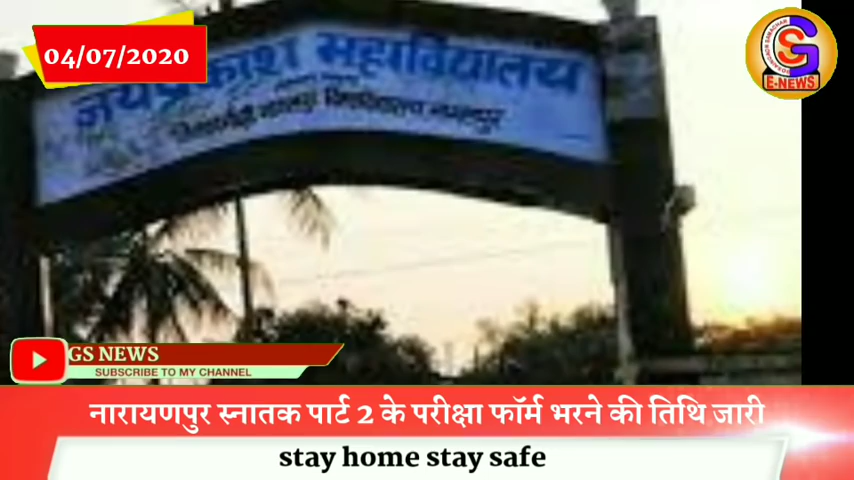 04/07/2020
जयप्रकाश महाविद्यालय
G S
E-NEWS
GS NEWS
SUBSCRIBE TO MY CHANNEL
नारायणपुर स्नातक पार्ट 2 के परीक्षा फॉर्म भरने की तिथि जारी
stay home stay safe